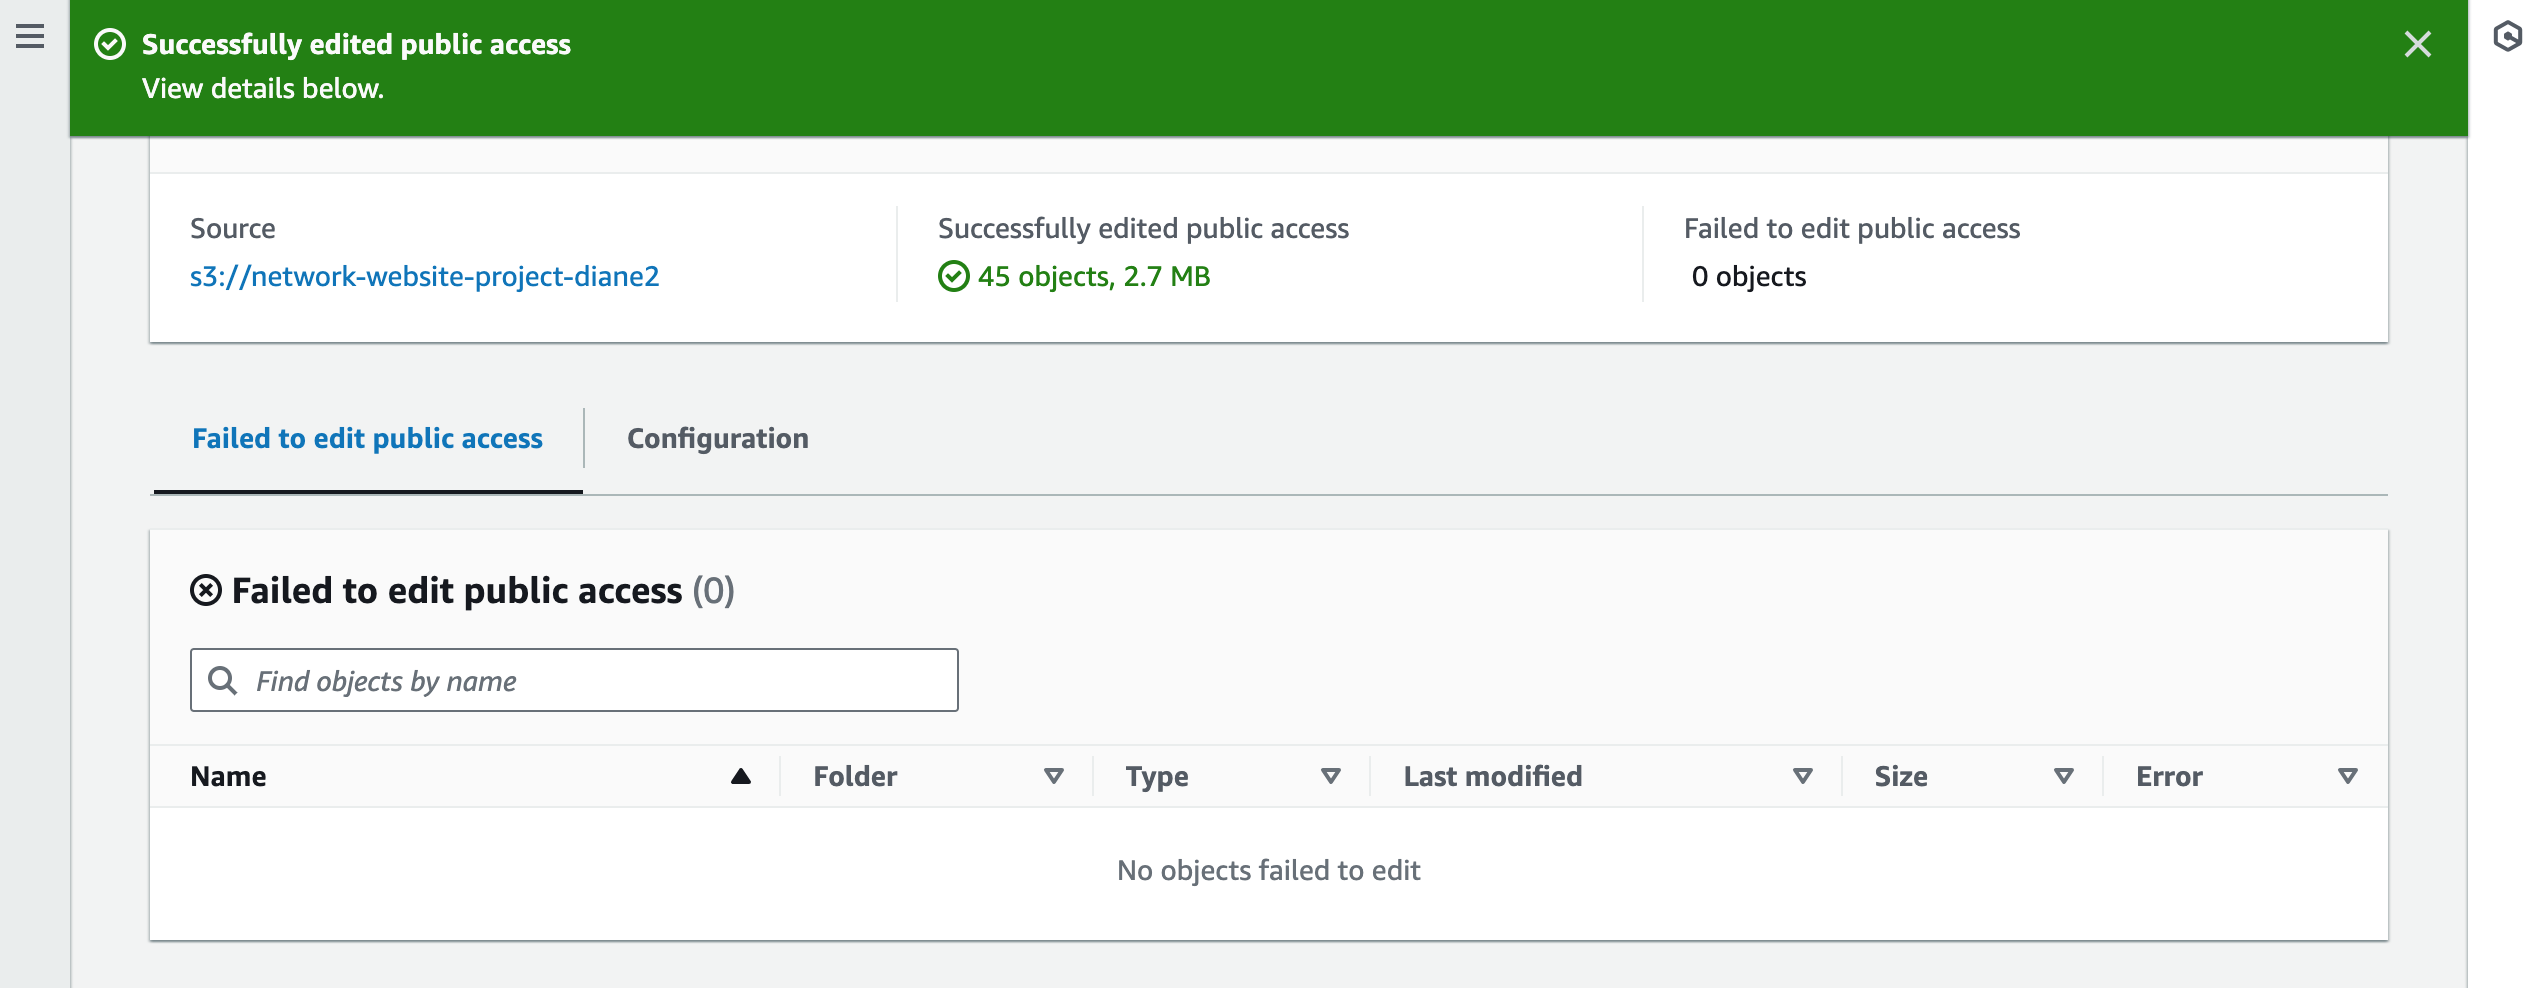 Successfully edited public access
View details below.
Source
s3://network-website-project-diane2
Successfully edited public access
45 objects, 2.7 MB
Failed to edit public access
0 objects
Failed to edit public access
Configuration
Failed to edit public access (0)
Find objects by name
Name Folder Type Last modified Size Error
No objects failed to edit